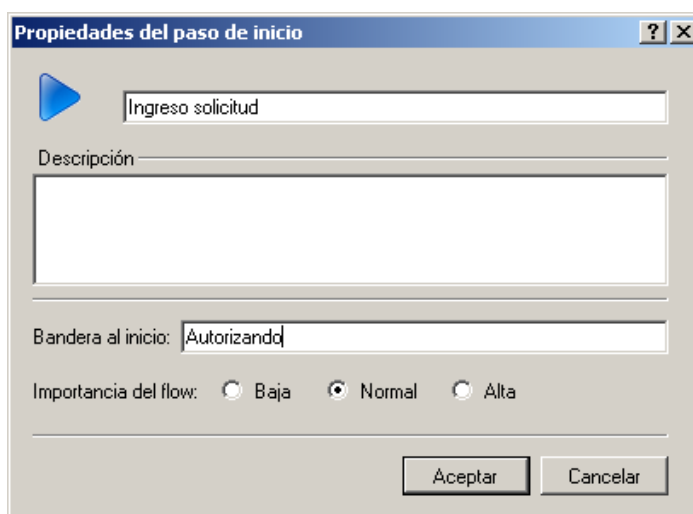 Propiedades del paso de inicio
Ingreso solicitud
Descripción
Bandera al inicio: Autorizando
Importancia del flow: Baja Normal Alta
Aceptar Cancelar